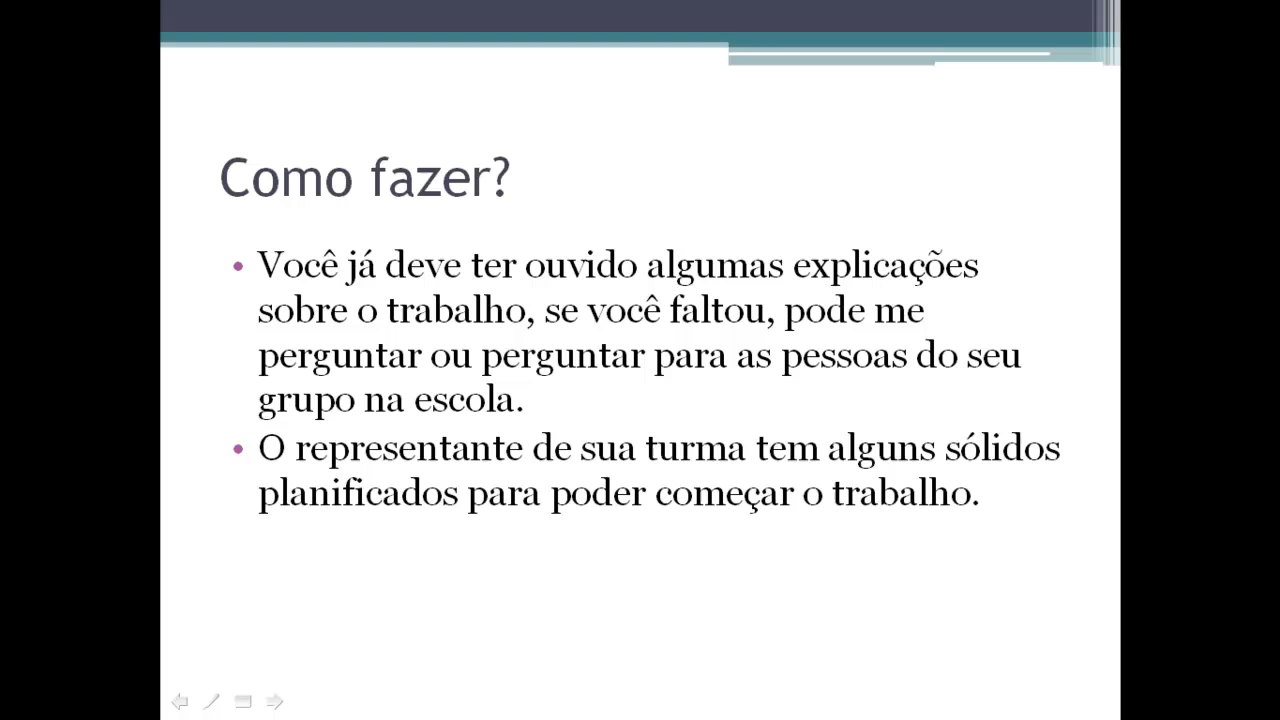 Como fazer?
• Você já deve ter ouvido algumas explicações
sobre o trabalho, se você faltou, pode me
perguntar ou perguntar para as pessoas do seu
grupo na escola.
• O representante de sua turma tem alguns sólidos
planificados para poder começar o trabalho.